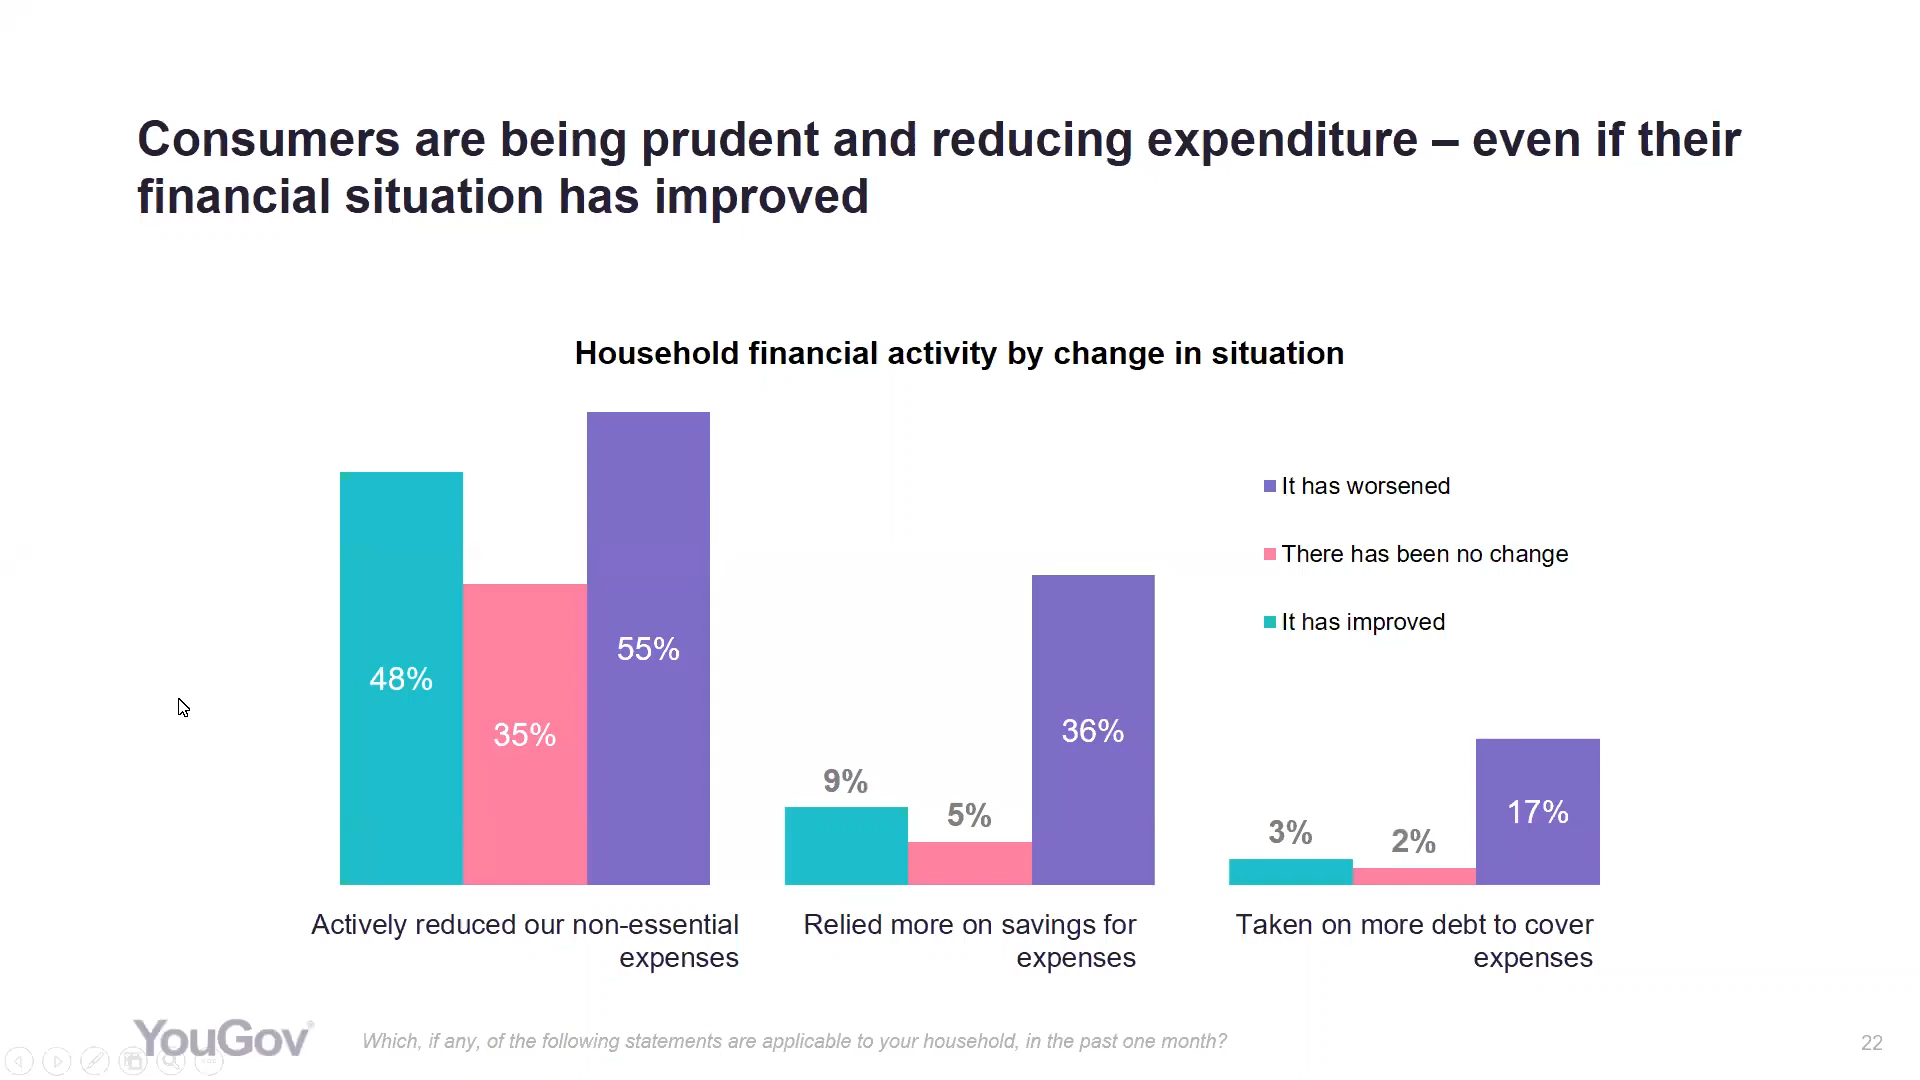 Consumers are being prudent and reducing expenditure – even if their
financial situation has improved
Household financial activity by change in situation
It has worsened
There has been no change
It has improved
48%
35%
55%
9%
5%
36%
3%
2%
17%
Actively reduced our non-essential
expenses
Relied more on savings for
expenses
Taken on more debt to cover
expenses
YouGov®
Which, if any, of the following statements are applicable to your household, in the past one month?
22